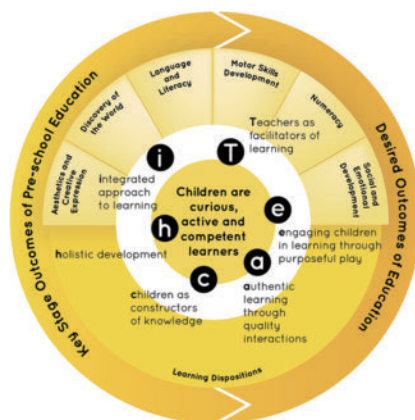 Key Stage Outcomes of Pre-school Education
Desired Outcomes of Education
Aesthetics and
Creative
Expression
Discovery of
the World
Language
and
Literacy
Motor Skills
Development
Numeracy
Social and
Emotional
Development
i
T
e
a
c
h
integrated
approach
to learning
Teachers as
facilitators of
learning
engaging children
in learning through
purposeful play
authentic
learning
through
quality
interactions
children as
constructors
of knowledge
holistic development
Children are
curious,
active and
competent
learners
Learning Dispositions